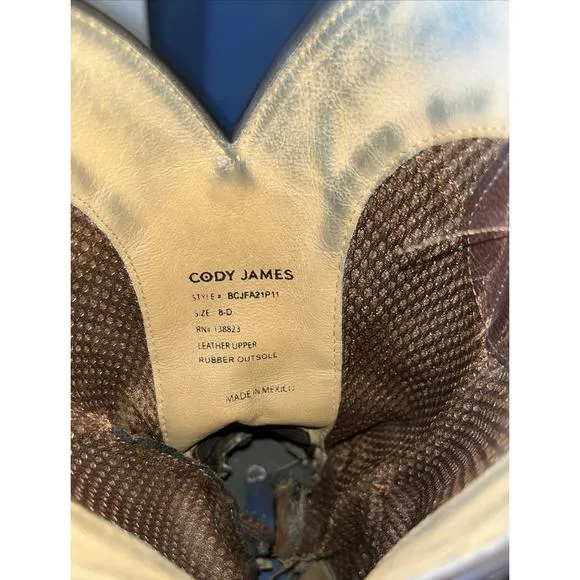 CODY JAMES
STYLE # BCJFA21P11
SIZE 8-D
RN# 138823
LEATHER UPPER
RUBBER OUTSOLE
MADE IN MEXICO